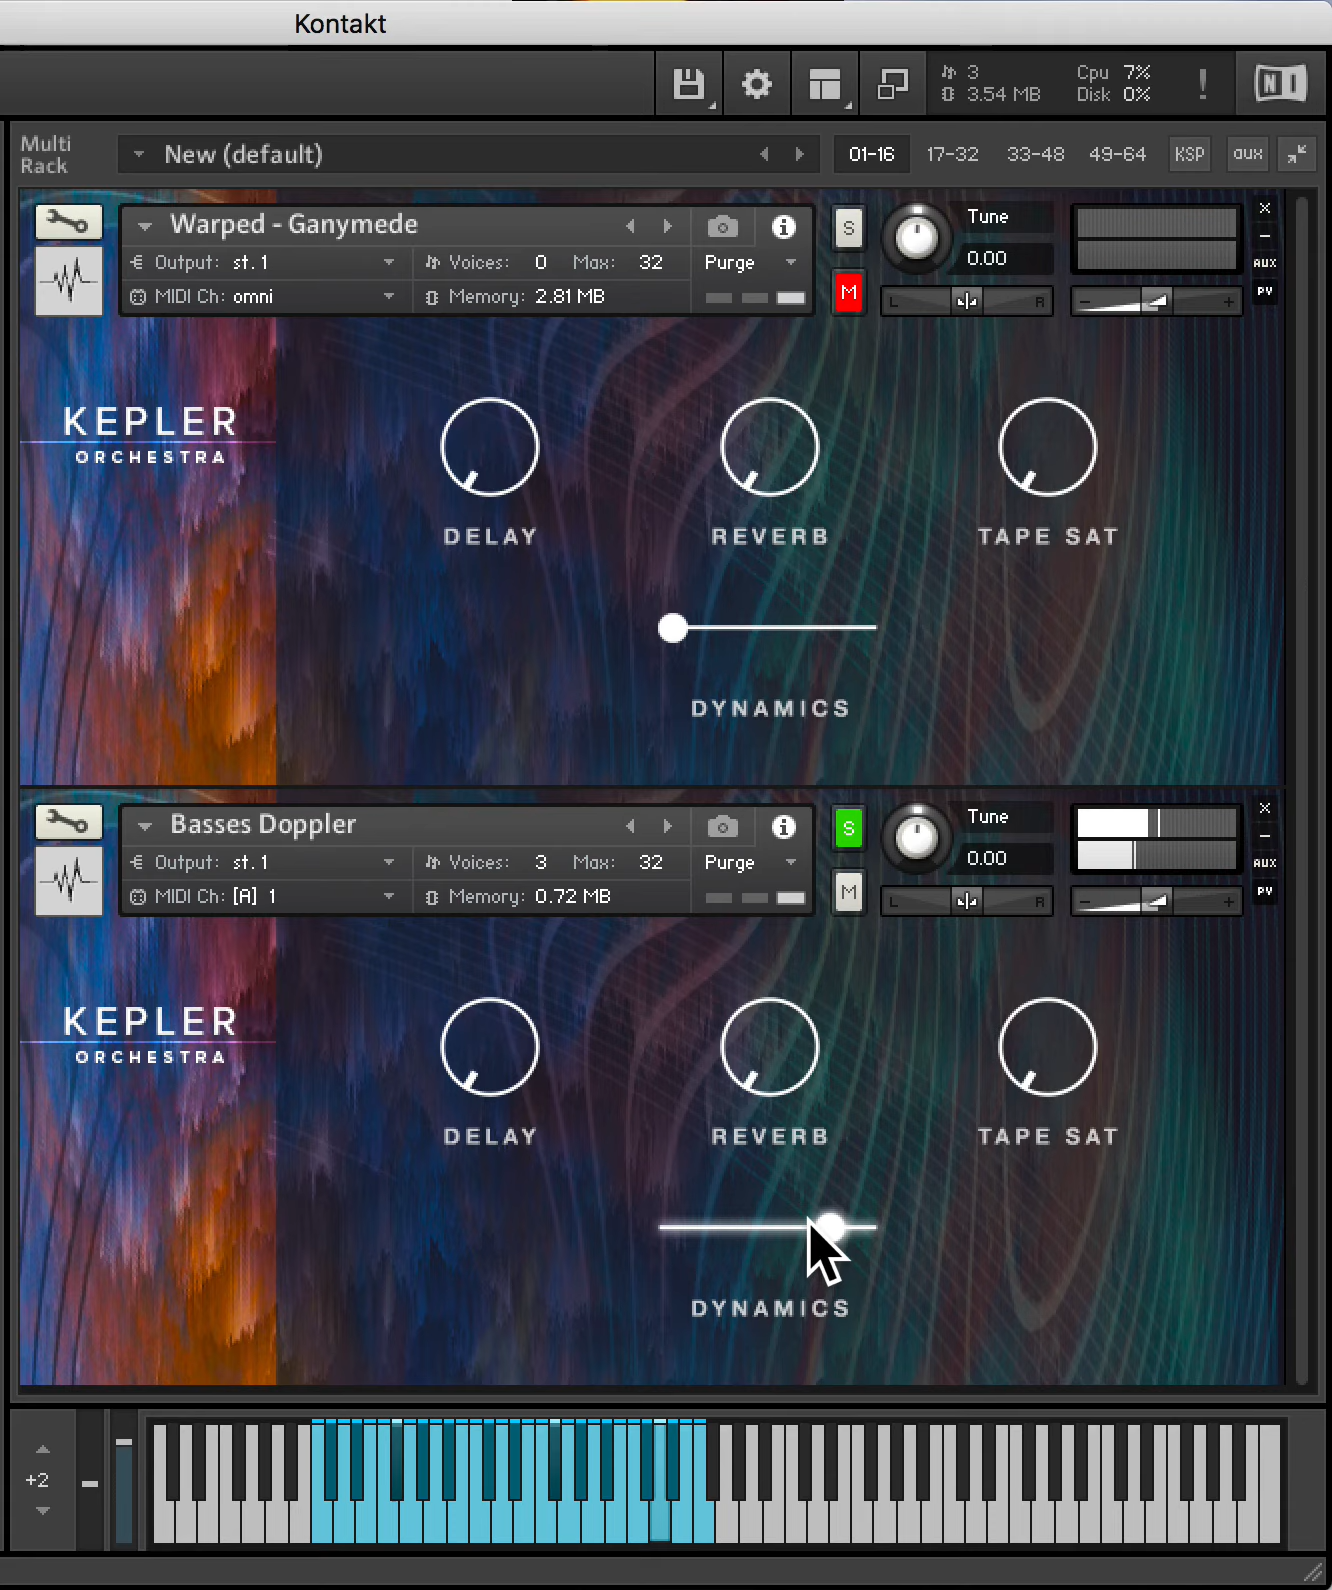 Kontakt
3 Cpu 7%
3.54 MB Disk 0% !
NI
Multi Rack New (default) 01-16 17-32 33-48 49-64 KSP aux
Warped - Ganymede i S Tune X
Output: st. 1 Voices: 0 Max: 32 Purge 0.00 AUX
MIDI Ch: omni Memory: 2.81 MB M L R - + PV
KEPLER
ORCHESTRA
DELAY REVERB TAPE SAT
DYNAMICS
Basses Doppler i S Tune X
Output: st. 1 Voices: 3 Max: 32 Purge 0.00 AUX
MIDI Ch: [A] 1 Memory: 0.72 MB M L R - + PV
KEPLER
ORCHESTRA
DELAY REVERB TAPE SAT
DYNAMICS
+2